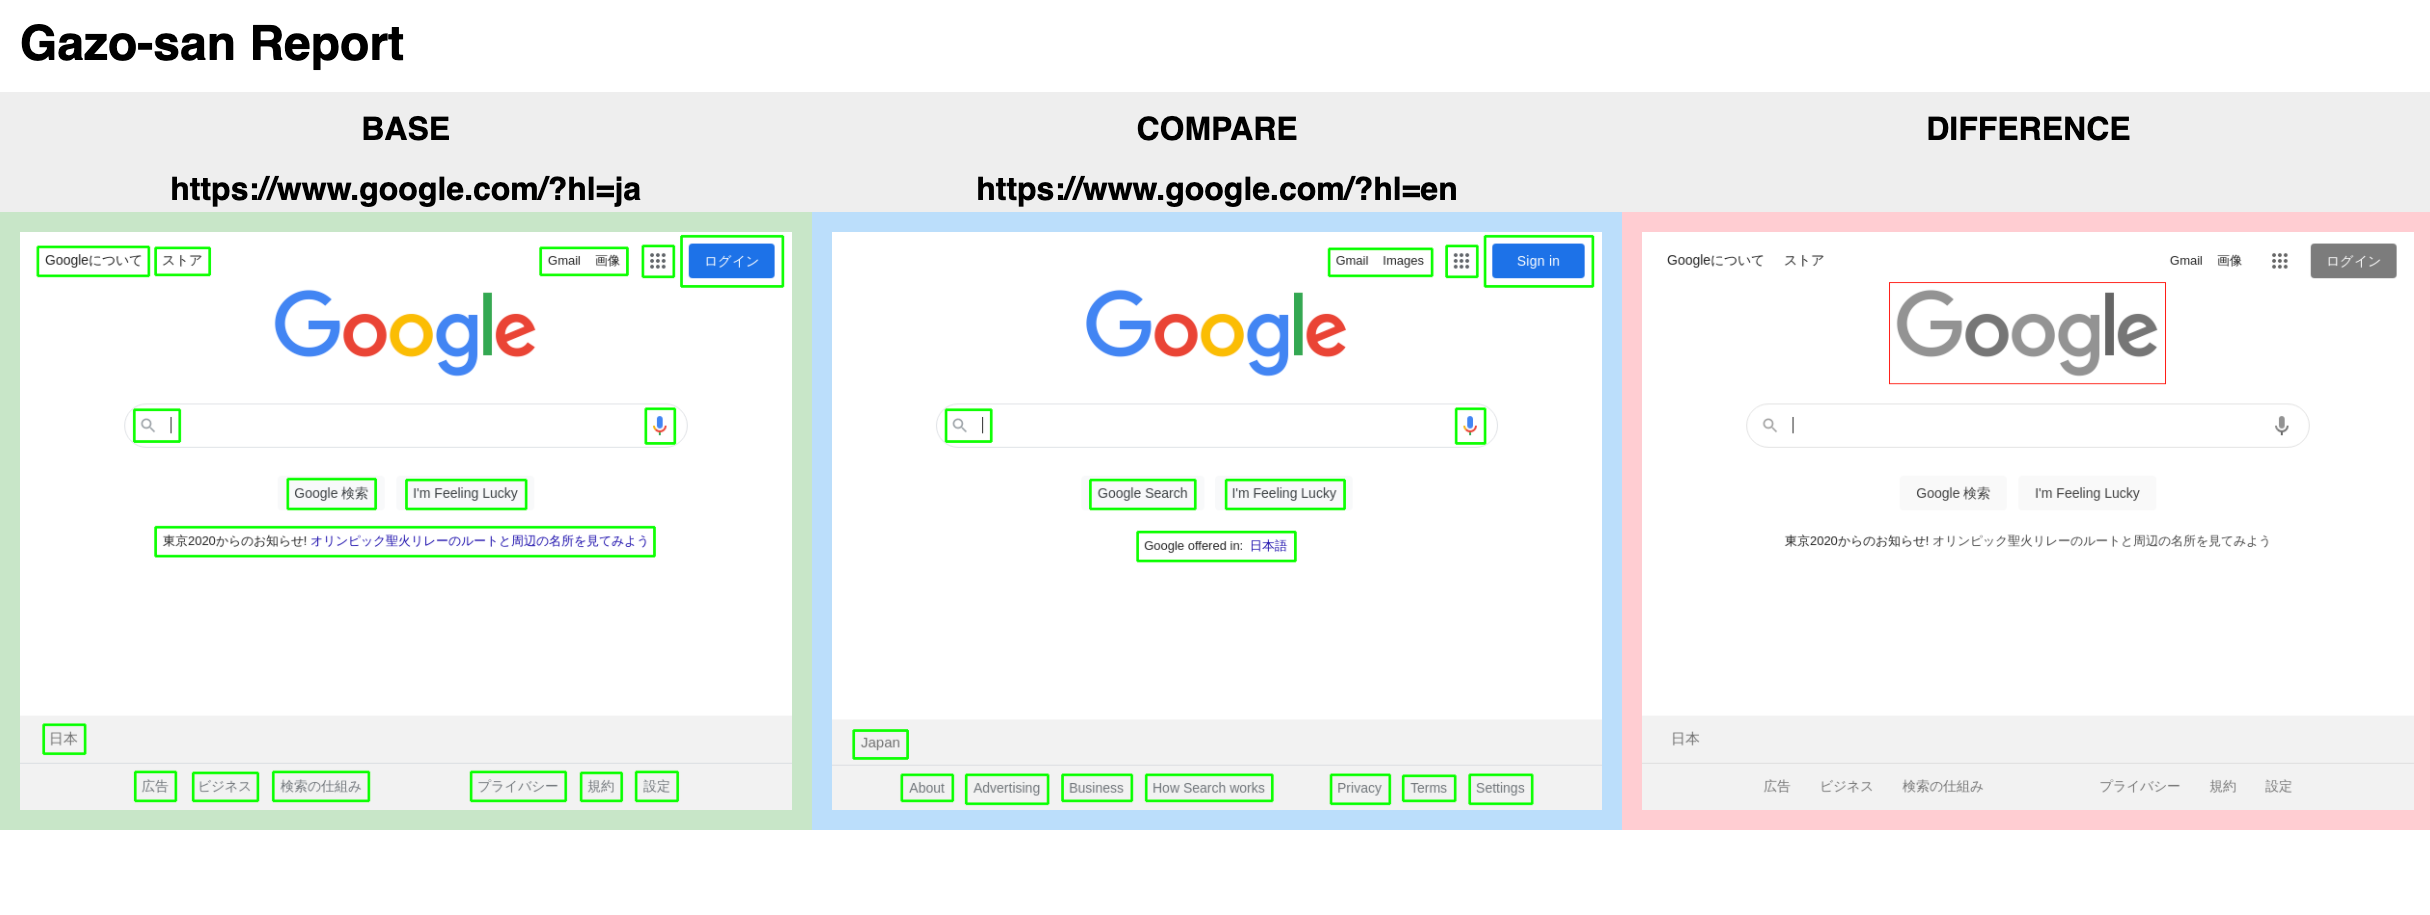 Gazo-san Report
BASE
https://www.google.com/?hl=ja
COMPARE
https://www.google.com/?hl=en
DIFFERENCE
Googleについて ストア Gmail 画像 ログイン
Google
Google 検索 I'm Feeling Lucky
東京2020からのお知らせ! オリンピック聖火リレーのルートと周辺の名所を見てみよう
日本
広告 ビジネス 検索の仕組み プライバシー 規約 設定
Gmail Images Sign in
Google
Google Search I'm Feeling Lucky
Google offered in: 日本語
Japan
About Advertising Business How Search works Privacy Terms Settings
Googleについて ストア Gmail 画像 ログイン
Google
Google 検索 I'm Feeling Lucky
東京2020からのお知らせ! オリンピック聖火リレーのルートと周辺の名所を見てみよう
日本
広告 ビジネス 検索の仕組み プライバシー 規約 設定